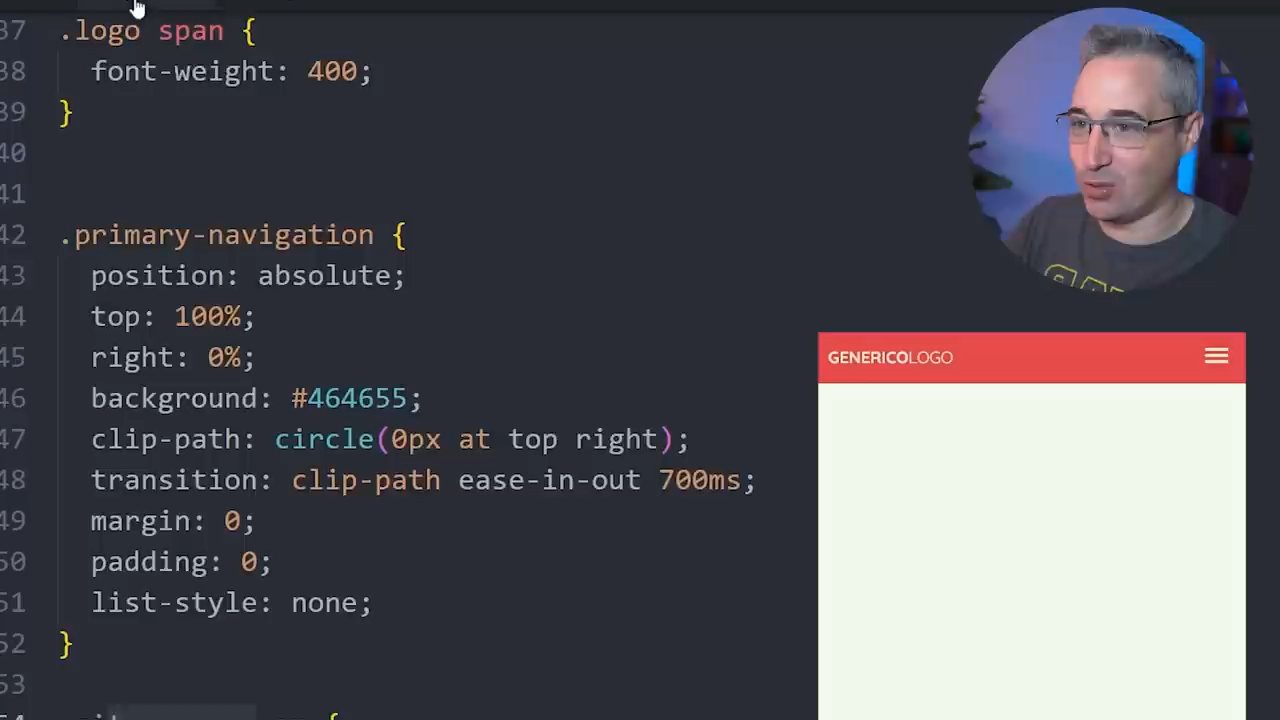 37 .logo span {
38 font-weight: 400;
39 }
40
41
42 .primary-navigation {
43 position: absolute;
44 top: 100%;
45 right: 0%;
46 background: #464655;
47 clip-path: circle(0px at top right);
48 transition: clip-path ease-in-out 700ms;
49 margin: 0;
50 padding: 0;
51 list-style: none;
52 }
53
GENERICOLOGO